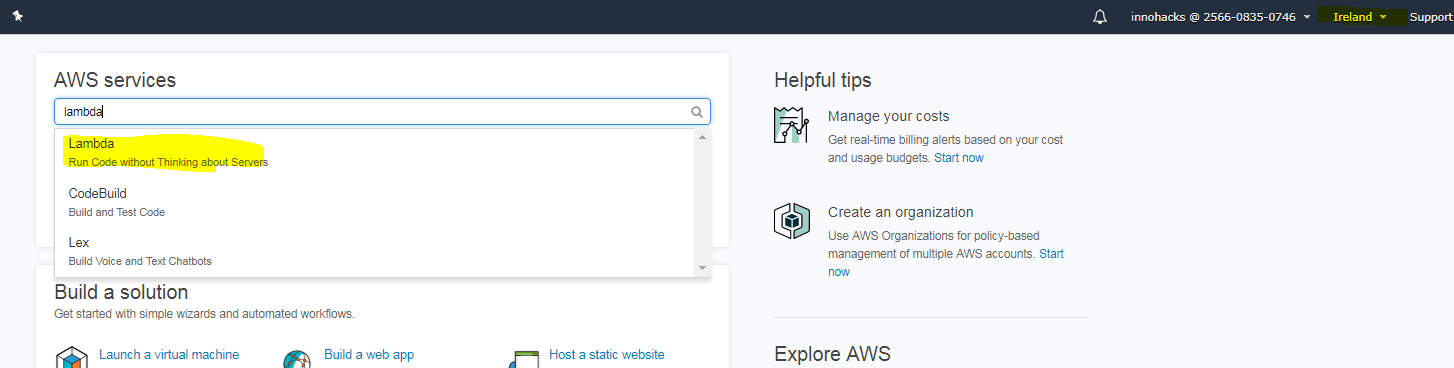 innohacks @ 2566-0835-0746 Ireland Support
AWS services
lambda
Lambda
Run Code without Thinking about Servers
CodeBuild
Build and Test Code
Lex
Build Voice and Text Chatbots
Build a solution
Get started with simple wizards and automated workflows.
Launch a virtual machine
Build a web app
Host a static website
Helpful tips
Manage your costs
Get real-time billing alerts based on your cost
and usage budgets. Start now
Create an organization
Use AWS Organizations for policy-based
management of multiple AWS accounts. Start
now
Explore AWS